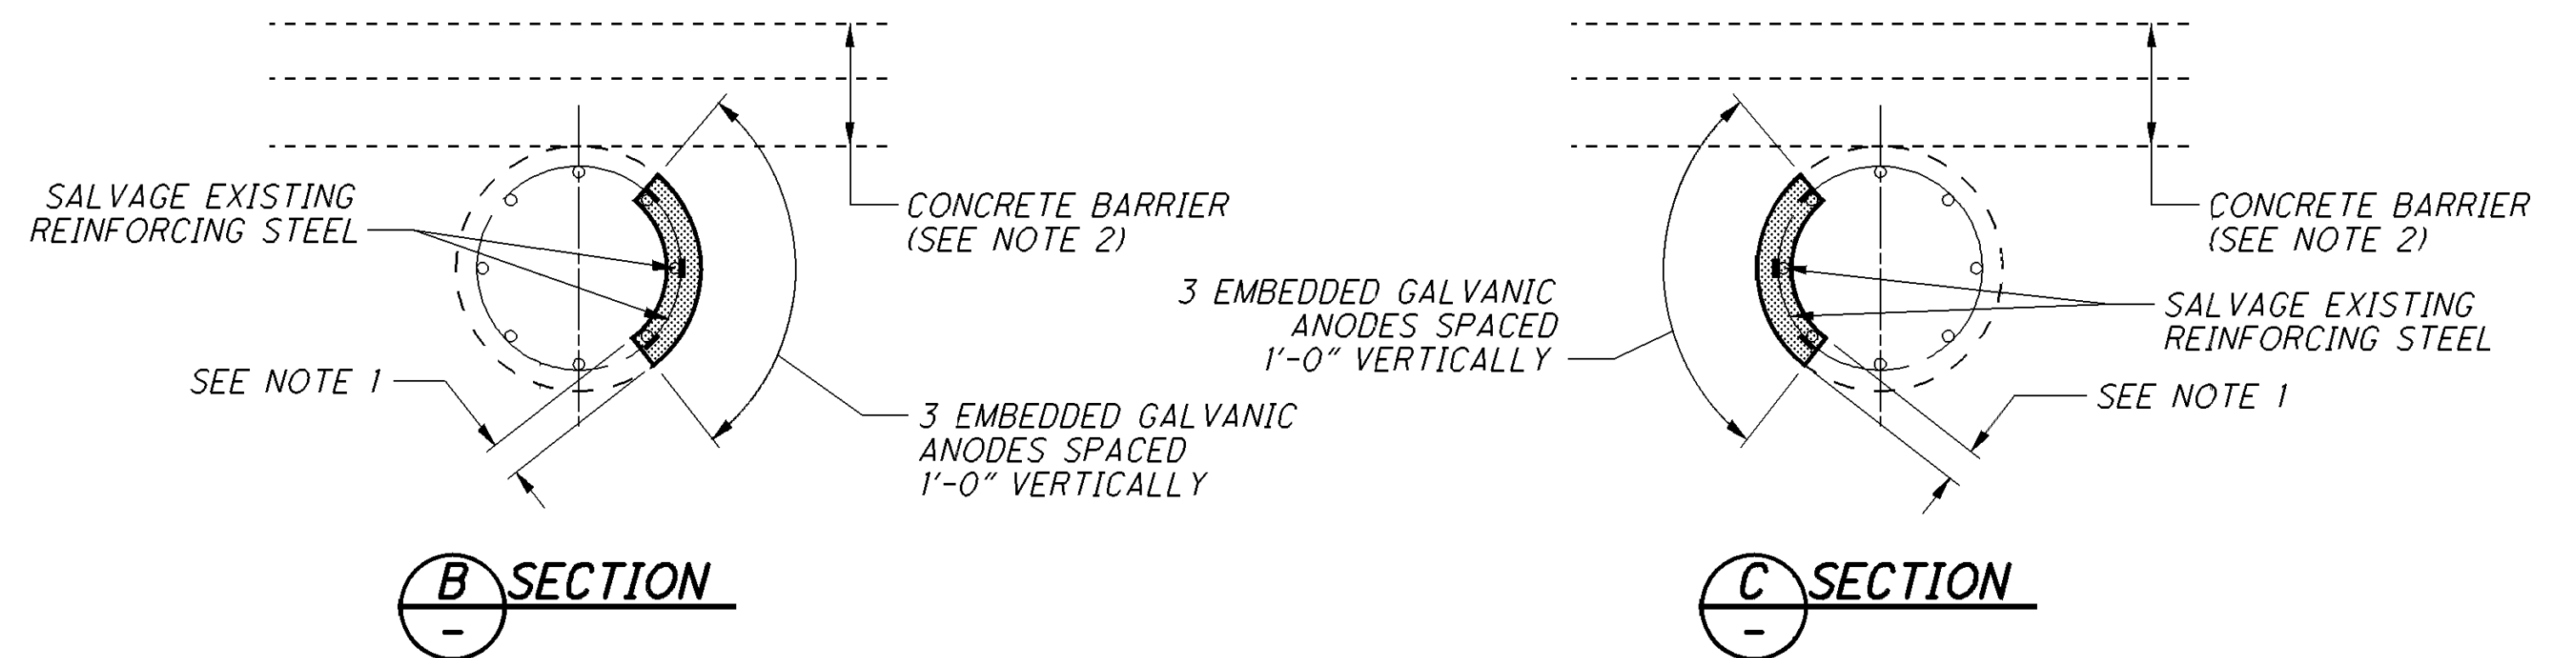 SALVAGE EXISTING
REINFORCING STEEL
SEE NOTE 1
CONCRETE BARRIER
(SEE NOTE 2)
3 EMBEDDED GALVANIC
ANODES SPACED
1'-0" VERTICALLY
B SECTION
-
3 EMBEDDED GALVANIC
ANODES SPACED
1'-0" VERTICALLY
CONCRETE BARRIER
(SEE NOTE 2)
SALVAGE EXISTING
REINFORCING STEEL
SEE NOTE 1
C SECTION
-